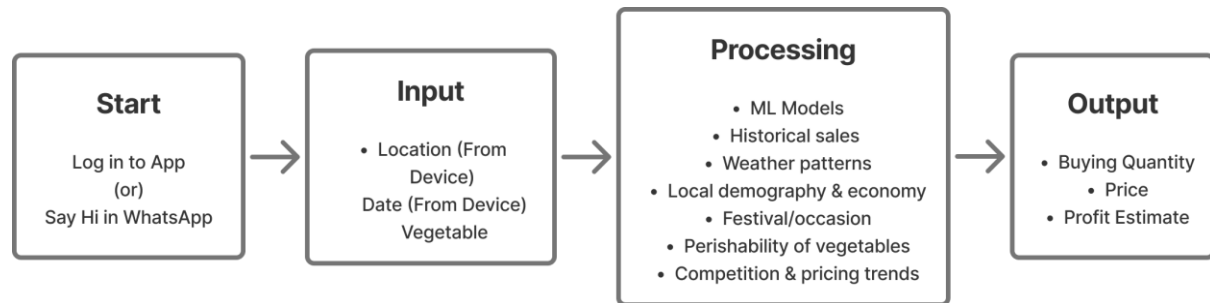 Start
Log in to App
(or)
Say Hi in WhatsApp
Input
• Location (From
Device)
Date (From Device)
Vegetable
Processing
• ML Models
• Historical sales
• Weather patterns
• Local demography & economy
• Festival/occasion
• Perishability of vegetables
• Competition & pricing trends
Output
• Buying Quantity
• Price
• Profit Estimate